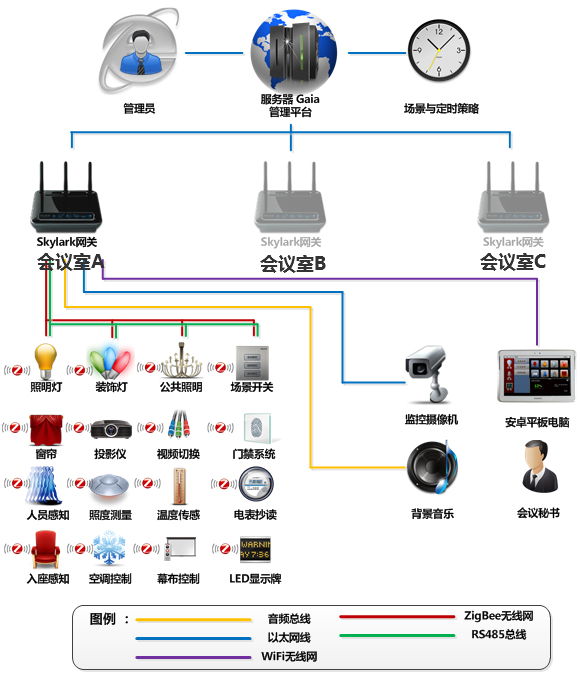 管理员
服务器 Gaia
管理平台
场景与定时策略
Skylark网关
会议室A
Skylark网关
会议室B
Skylark网关
会议室C
照明灯
装饰灯
公共照明
场景开关
监控摄像机
安卓平板电脑
窗帘
投影仪
视频切换
门禁系统
人员感知
照度测量
温度传感
电表抄读
背景音乐
会议秘书
入座感知
空调控制
幕布控制
LED显示牌
图例：
音频总线
ZigBee无线网
以太网线
RS485总线
WiFi无线网